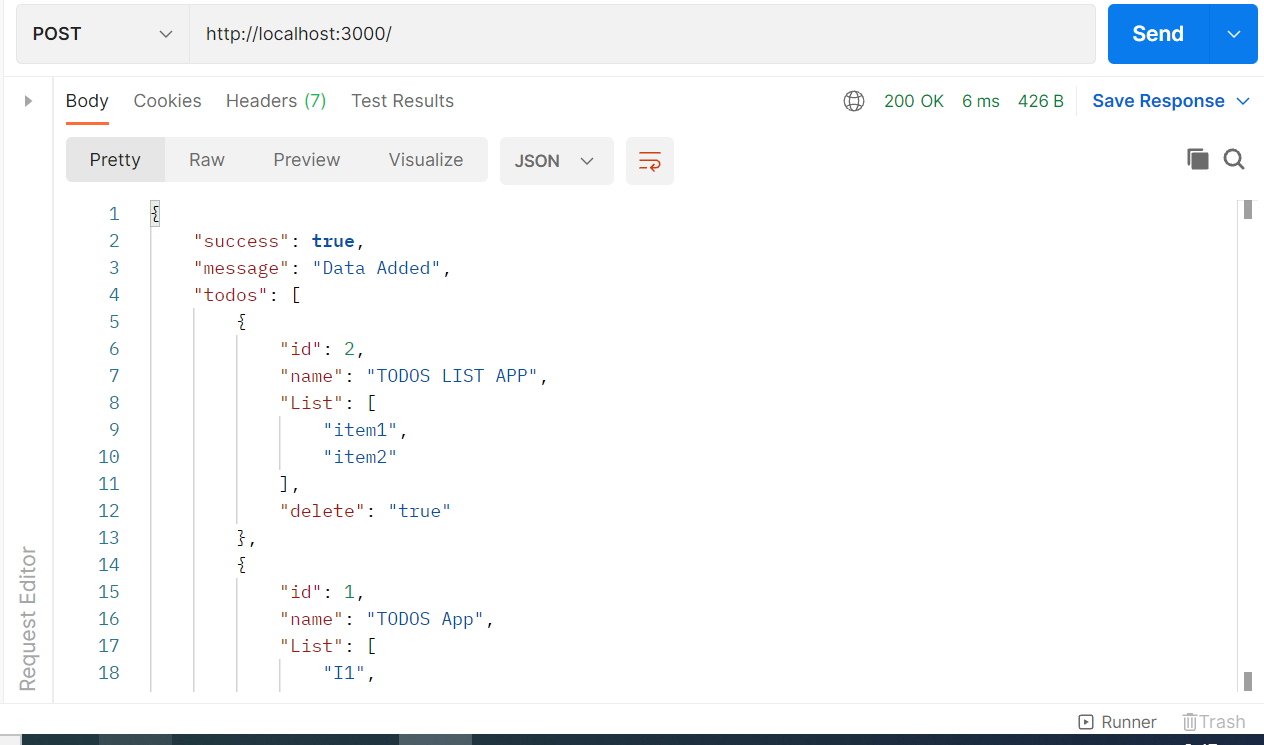 POST http://localhost:3000/ Send
Body Cookies Headers (7) Test Results 200 OK 6 ms 426 B Save Response
Pretty Raw Preview Visualize JSON
1 {
2 "success": true,
3 "message": "Data Added",
4 "todos": [
5 {
6 "id": 2,
7 "name": "TODOS LIST APP",
8 "List": [
9 "item1",
10 "item2"
11 ],
12 "delete": "true"
13 },
14 {
15 "id": 1,
16 "name": "TODOS App",
17 "List": [
18 "I1",
Request Editor
Runner Trash